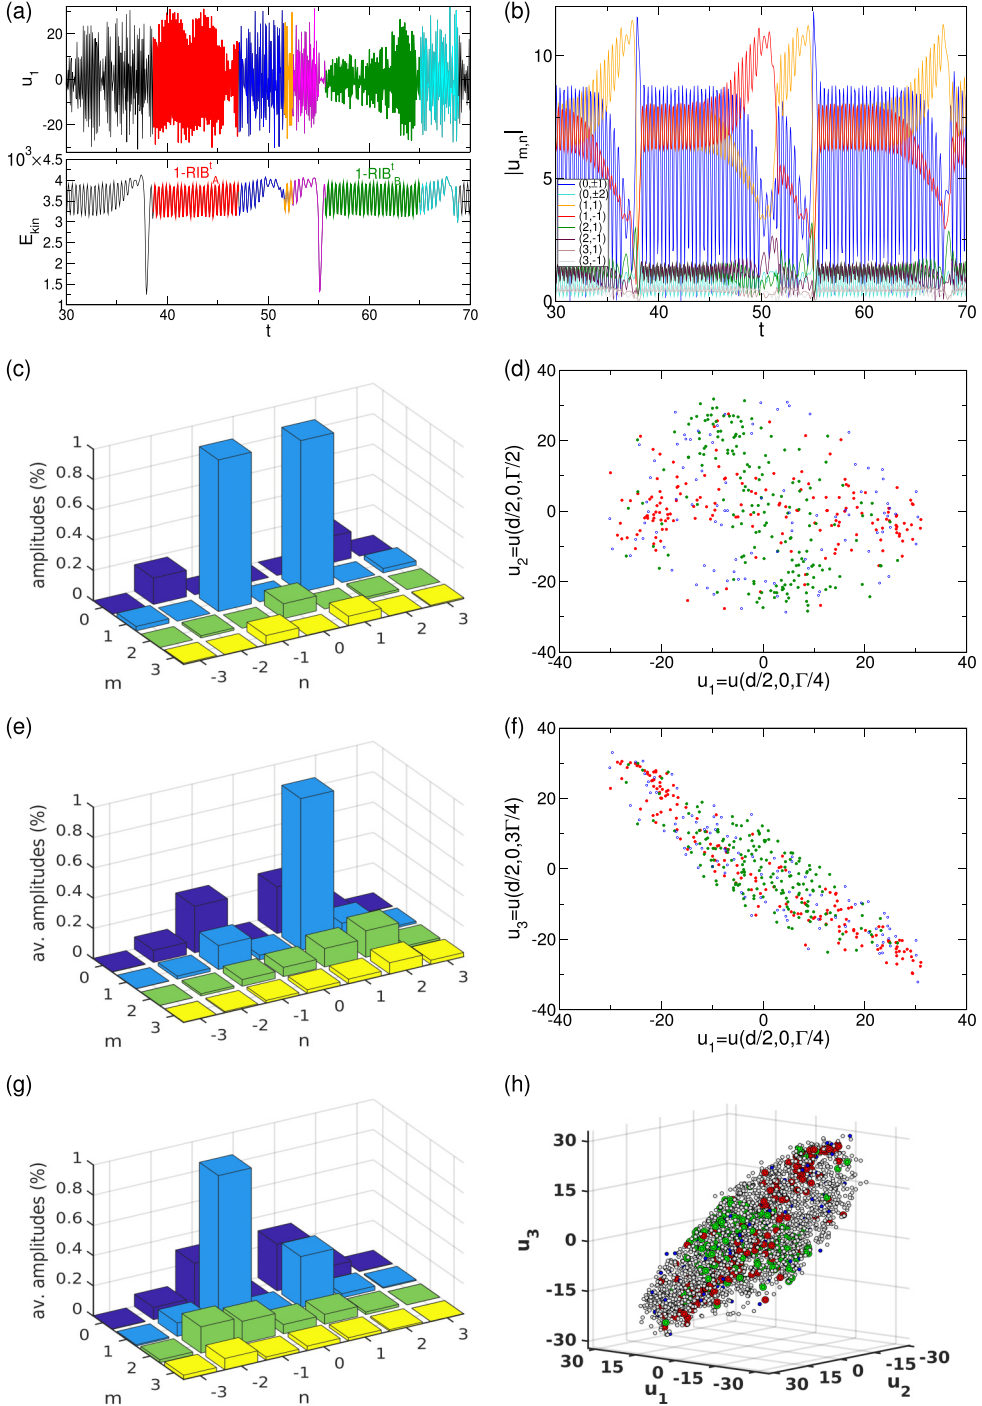 (a)
20
0
-20
u1
10³×4.5
4
3.5
3
2.5
2
1.5
1
Ekin
1-RIB^t_A
1-RIB^t_B
30 40 50 60 70
t
(b)
10
5
0
|um,n|
(0,±1)
(0,±2)
(1,1)
(1,-1)
(2,1)
(2,-1)
(3,1)
(3,-1)
30 40 50 60 70
t
(c)
1
0.8
0.6
0.4
0.2
0
amplitudes (%)
0 1 2 3
m
-3 -2 -1 0 1 2 3
n
(d)
40
20
0
-20
-40
u2=u(d/2,0,Γ/2)
-40 -20 0 20 40
u1=u(d/2,0,Γ/4)
(e)
1
0.8
0.6
0.4
0.2
0
av. amplitudes (%)
0 1 2 3
m
-3 -2 -1 0 1 2 3
n
(f)
40
20
0
-20
-40
u3=u(d/2,0,3Γ/4)
-40 -20 0 20 40
u1=u(d/2,0,Γ/4)
(g)
1
0.8
0.6
0.4
0.2
0
av. amplitudes (%)
0 1 2 3
m
-3 -2 -1 0 1 2 3
n
(h)
30
15
0
-15
-30
u3
30 15 0 -15 -30
u1
30 15 0 -15 -30
u2